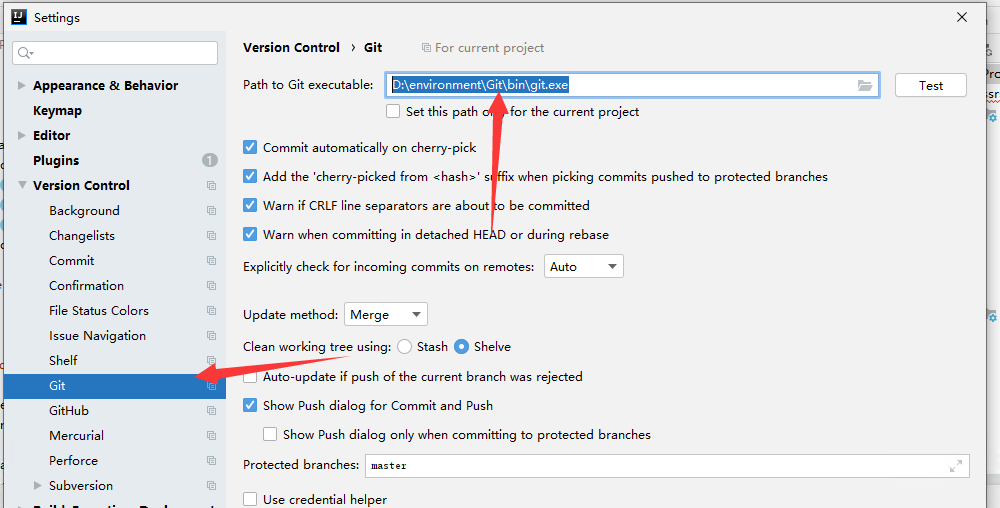 Settings
Version Control › Git For current project
Appearance & Behavior
Keymap
Editor
Plugins 1
Version Control
Background
Changelists
Commit
Confirmation
File Status Colors
Issue Navigation
Shelf
Git
GitHub
Mercurial
Perforce
Subversion
Path to Git executable: D:\environment\Git\bin\git.exe Test
Set this path only for the current project
Commit automatically on cherry-pick
Add the 'cherry-picked from <hash>' suffix when picking commits pushed to protected branches
Warn if CRLF line separators are about to be committed
Warn when committing in detached HEAD or during rebase
Explicitly check for incoming commits on remotes: Auto
Update method: Merge
Clean working tree using: Stash Shelve
Auto-update if push of the current branch was rejected
Show Push dialog for Commit and Push
Show Push dialog only when committing to protected branches
Protected branches: master
Use credential helper